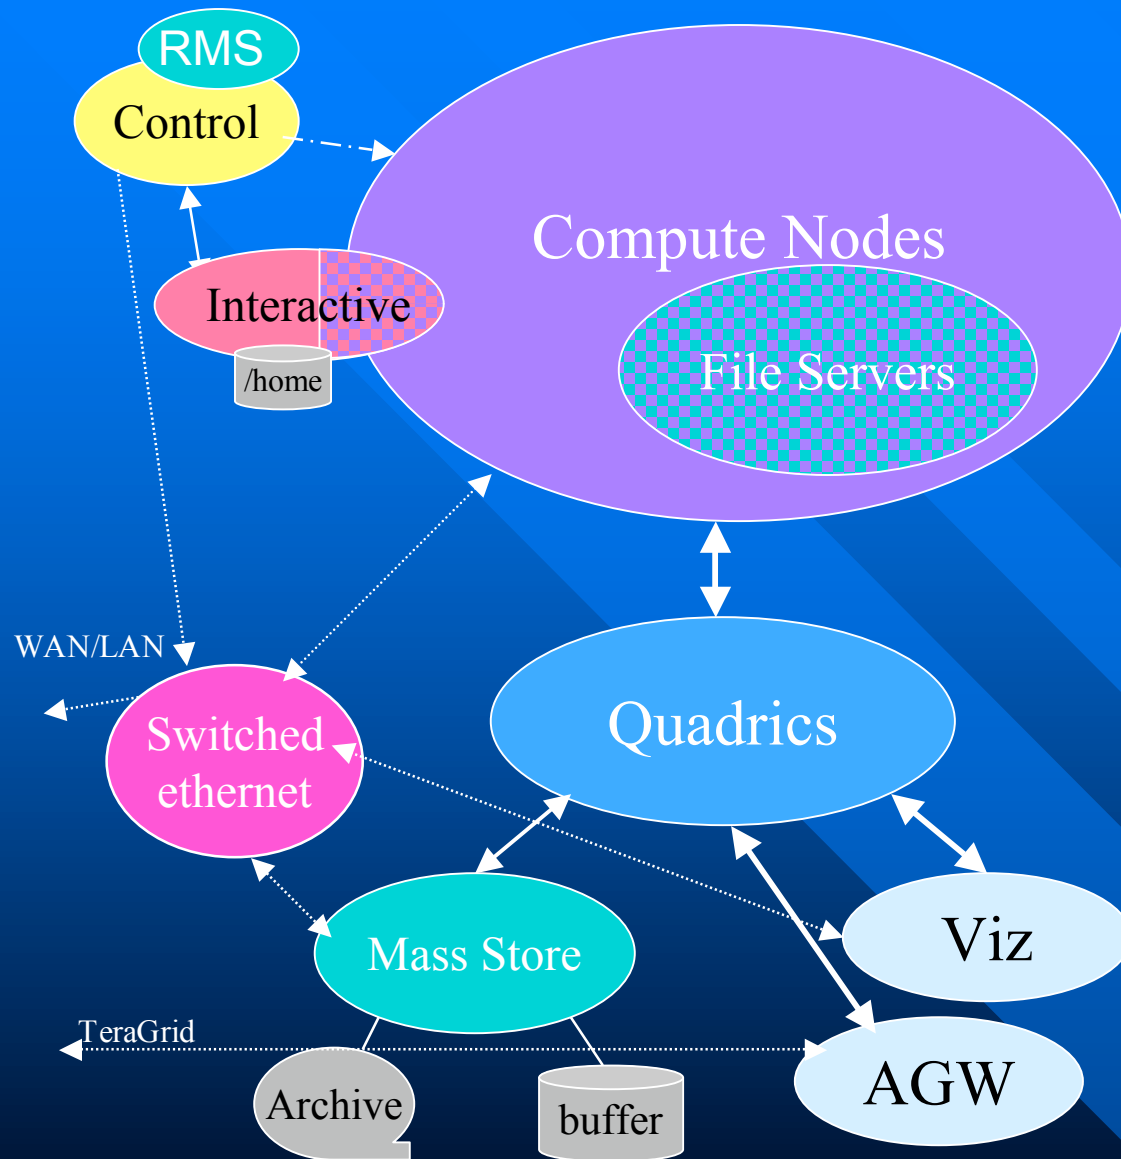 RMS
Control
Compute Nodes
Interactive
/home
File Servers
WAN/LAN
Switched
ethernet
Quadrics
Mass Store
Viz
TeraGrid
AGW
Archive
buffer